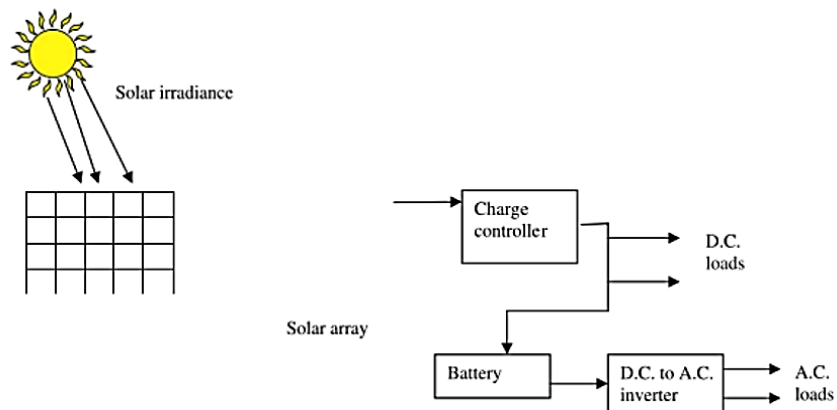 Solar irradiance
Charge
controller
D.C.
loads
Solar array
Battery
D.C. to A.C.
inverter
A.C.
loads